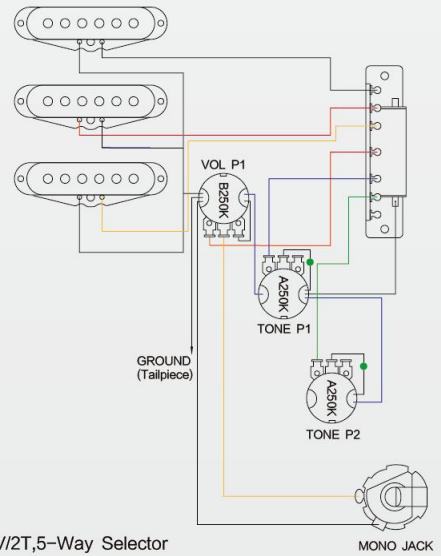 VOL P1
B250K
A250K
TONE P1
GROUND
(Tailpiece)
A250K
TONE P2
V/2T,5-Way Selector
MONO JACK